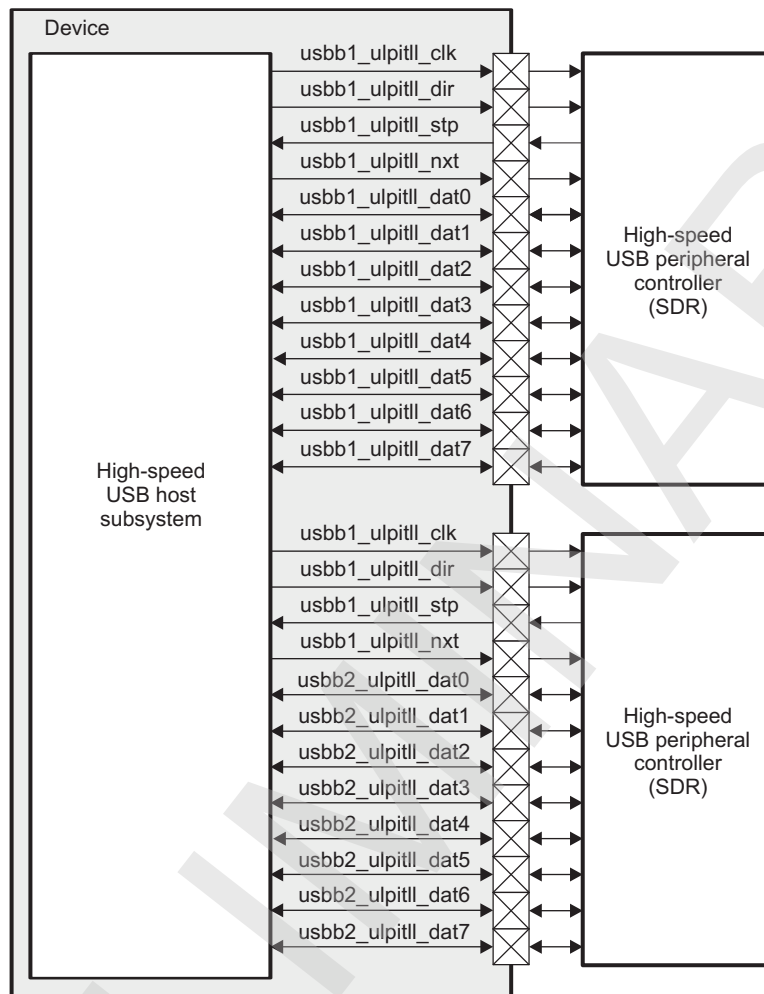 Device
usbb1_ulpitll_clk
usbb1_ulpitll_dir
usbb1_ulpitll_stp
usbb1_ulpitll_nxt
usbb1_ulpitll_dat0
usbb1_ulpitll_dat1
usbb1_ulpitll_dat2
usbb1_ulpitll_dat3
usbb1_ulpitll_dat4
usbb1_ulpitll_dat5
usbb1_ulpitll_dat6
usbb1_ulpitll_dat7
High-speed
USB peripheral
controller
(SDR)
High-speed
USB host
subsystem
usbb1_ulpitll_clk
usbb1_ulpitll_dir
usbb1_ulpitll_stp
usbb1_ulpitll_nxt
usbb2_ulpitll_dat0
usbb2_ulpitll_dat1
usbb2_ulpitll_dat2
usbb2_ulpitll_dat3
usbb2_ulpitll_dat4
usbb2_ulpitll_dat5
usbb2_ulpitll_dat6
usbb2_ulpitll_dat7
High-speed
USB peripheral
controller
(SDR)